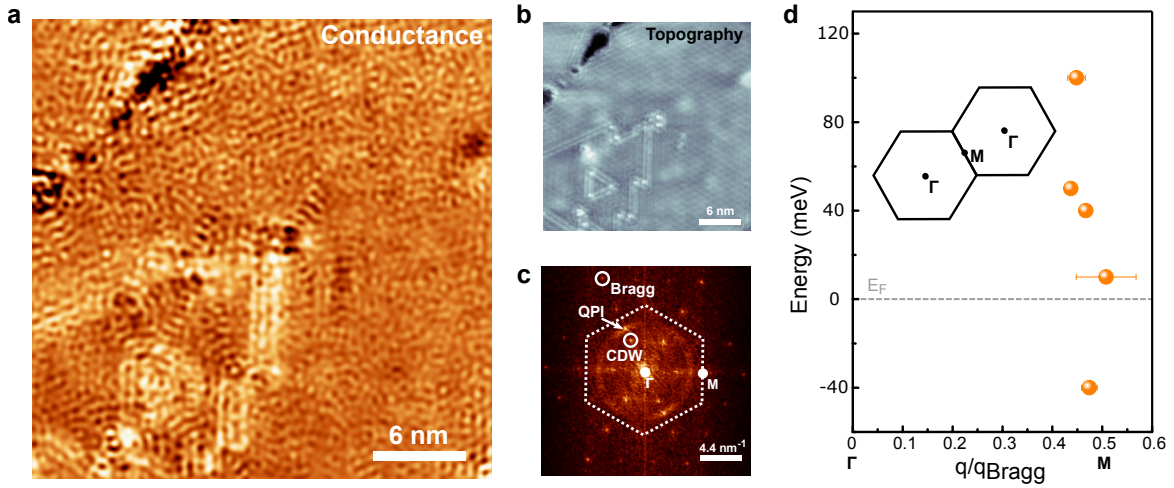 a
Conductance
6 nm
b
Topography
6 nm
c
Bragg
QPI
CDW
Γ
M
4.4 nm⁻¹
d
Energy (meV)
120
80
40
0
-40
Γ
M
Γ
E_F
0 0.1 0.2 0.3 0.4 0.5 0.6
Γ q/q_Bragg M